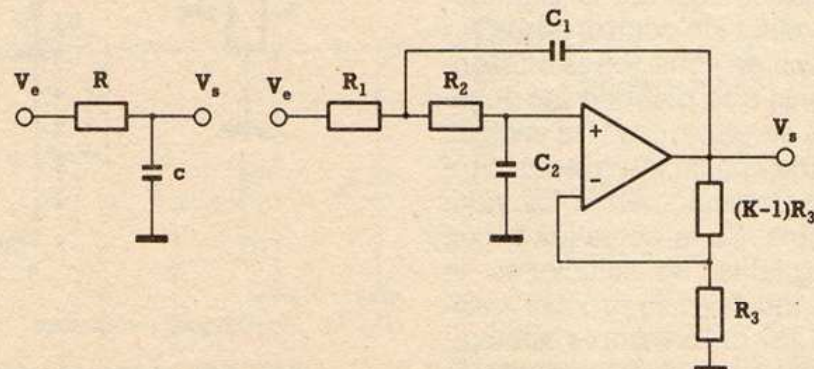 C₁
Vₑ R Vₛ Vₑ R₁ R₂
+ Vₛ
C C₂
− (K-1)R₃
R₃